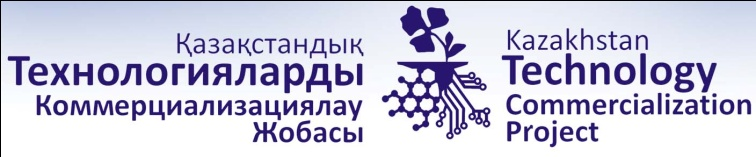 Қазақстандық
Технологияларды
Коммерциализациялау
Жобасы
Kazakhstan
Technology
Commercialization
Project